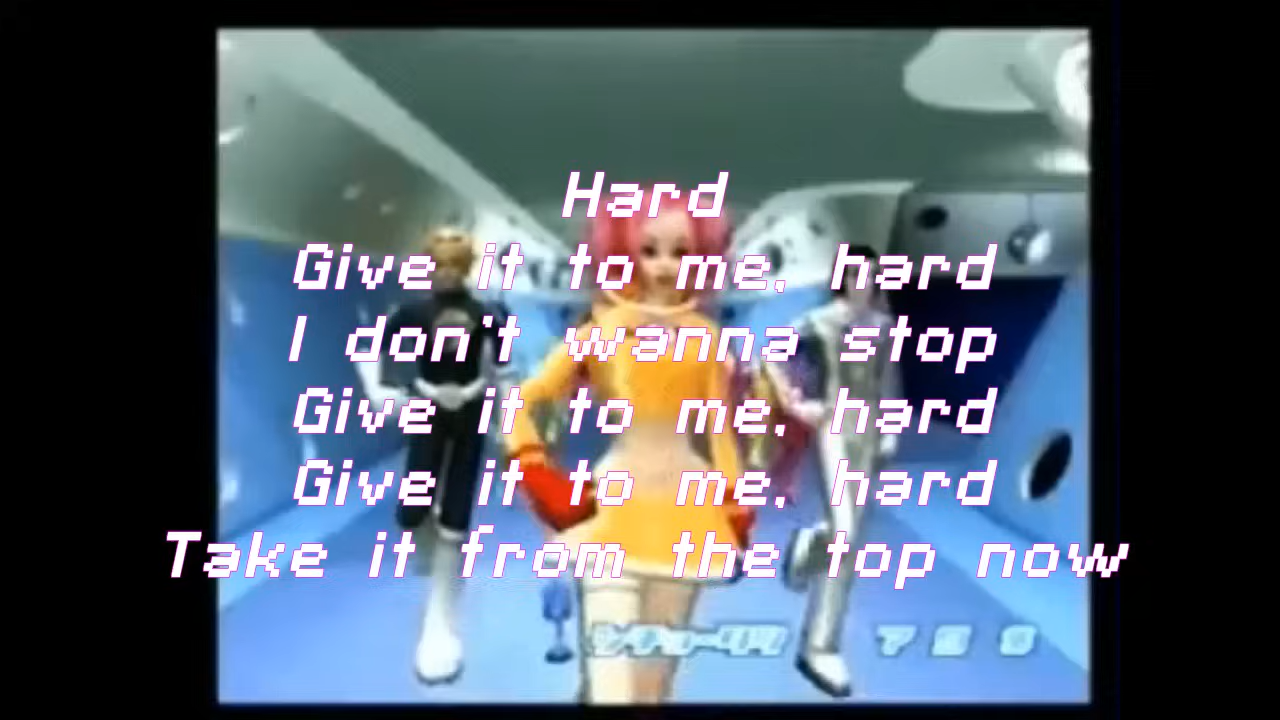 Hard
Give it to me, hard
I don't wanna stop
Give it to me, hard
Give it to me, hard
Take it from the top now